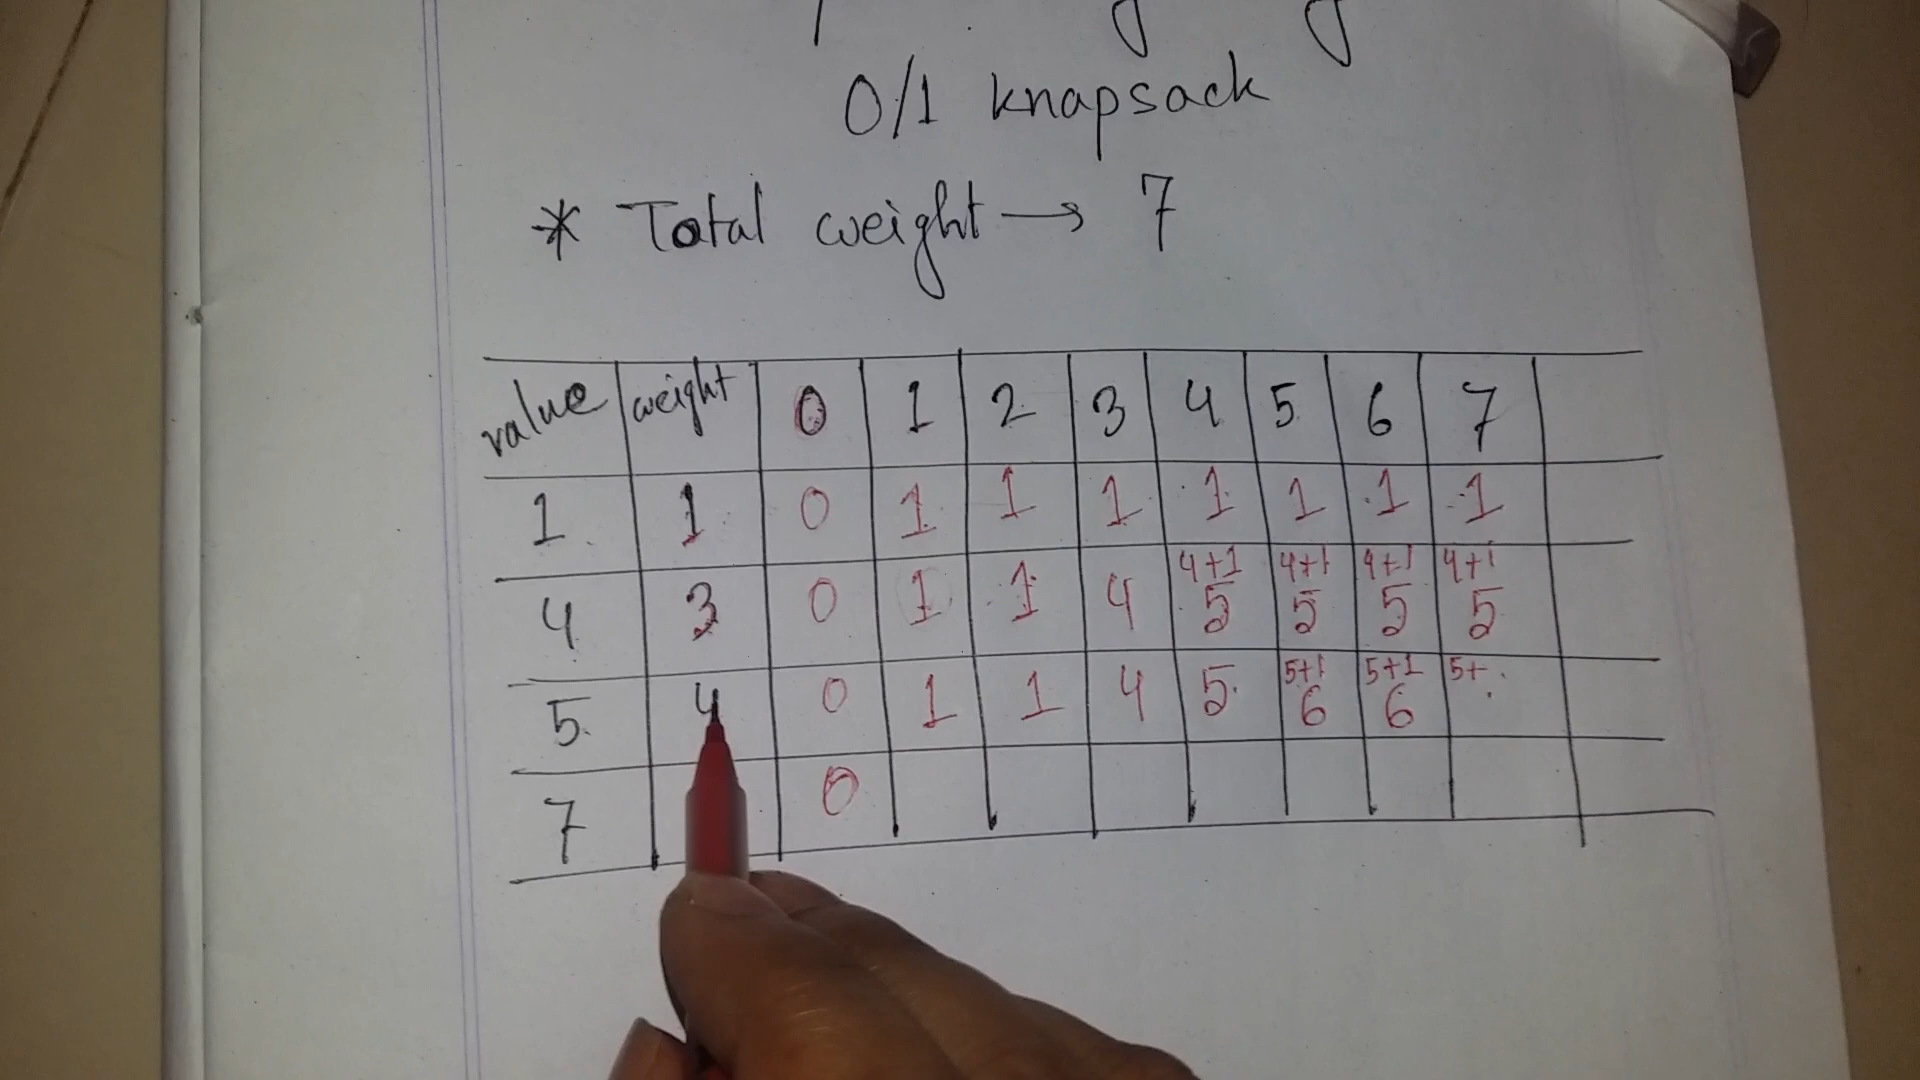 0/1 knapsack
* Total weight → 7
value weight 0 1 2 3 4 5 6 7
1 1 0 1 1 1 1 1 1 1
4+1 4+1 4+1 4+1
4 3 0 1 1 4 5 5 5 5
5+1 5+1 5+
5 4 0 1 1 4 5 6 6
7 0